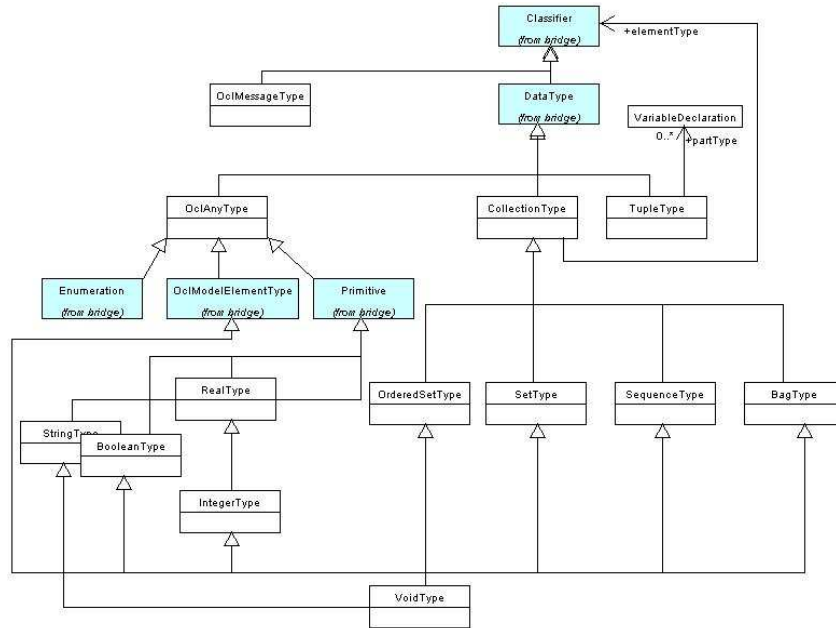 Classifier
(from bridge)
+elementType
OclMessageType
DataType
(from bridge)
VariableDeclaration
0..*
+partType
OclAnyType
CollectionType
TupleType
Enumeration
(from bridge)
OclModelElementType
(from bridge)
Primitive
(from bridge)
RealType
OrderedSetType
SetType
SequenceType
BagType
StringType
BooleanType
IntegerType
VoidType